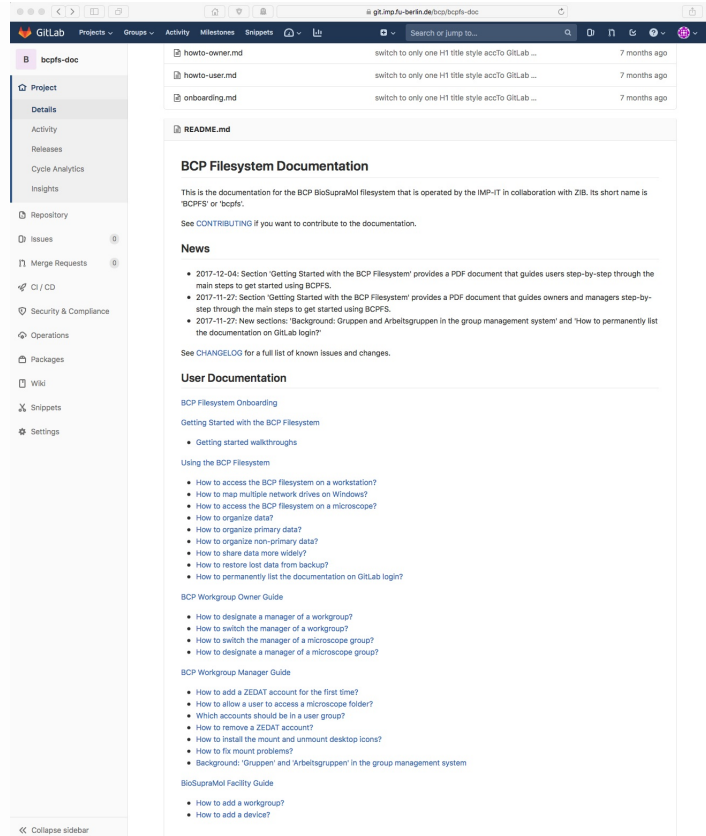 git.imp.fu-berlin.de/bcp/bcpfs-doc
GitLab Projects Groups Activity Milestones Snippets Search or jump to...
B bcpfs-doc
Project
Details
Activity
Releases
Cycle Analytics
Insights
Repository
Issues 0
Merge Requests 0
CI / CD
Security & Compliance
Operations
Packages
Wiki
Snippets
Settings
Collapse sidebar
howto-owner.md switch to only one H1 title style accTo GitLab ... 7 months ago
howto-user.md switch to only one H1 title style accTo GitLab ... 7 months ago
onboarding.md switch to only one H1 title style accTo GitLab ... 7 months ago
README.md
BCP Filesystem Documentation
This is the documentation for the BCP BioSupraMol filesystem that is operated by the IMP-IT in collaboration with ZIB. Its short name is
'BCPFS' or 'bcpfs'.
See CONTRIBUTING if you want to contribute to the documentation.
News
• 2017-12-04: Section 'Getting Started with the BCP Filesystem' provides a PDF document that guides users step-by-step through the
main steps to get started using BCPFS.
• 2017-11-27: Section 'Getting Started with the BCP Filesystem' provides a PDF document that guides owners and managers step-by-
step through the main steps to get started using BCPFS.
• 2017-11-27: New sections: 'Background: Gruppen and Arbeitsgruppen in the group management system' and 'How to permanently list
the documentation on GitLab login?'
See CHANGELOG for a full list of known issues and changes.
User Documentation
BCP Filesystem Onboarding
Getting Started with the BCP Filesystem
• Getting started walkthroughs
Using the BCP Filesystem
• How to access the BCP filesystem on a workstation?
• How to map multiple network drives on Windows?
• How to access the BCP filesystem on a microscope?
• How to organize data?
• How to organize primary data?
• How to organize non-primary data?
• How to share data more widely?
• How to restore lost data from backup?
• How to permanently list the documentation on GitLab login?
BCP Workgroup Owner Guide
• How to designate a manager of a workgroup?
• How to switch the manager of a workgroup?
• How to switch the manager of a microscope group?
• How to designate a manager of a microscope group?
BCP Workgroup Manager Guide
• How to add a ZEDAT account for the first time?
• How to allow a user to access a microscope folder?
• Which accounts should be in a user group?
• How to remove a ZEDAT account?
• How to install the mount and unmount desktop icons?
• How to fix mount problems?
• Background: 'Gruppen' and 'Arbeitsgruppen' in the group management system
BioSupraMol Facility Guide
• How to add a workgroup?
• How to add a device?